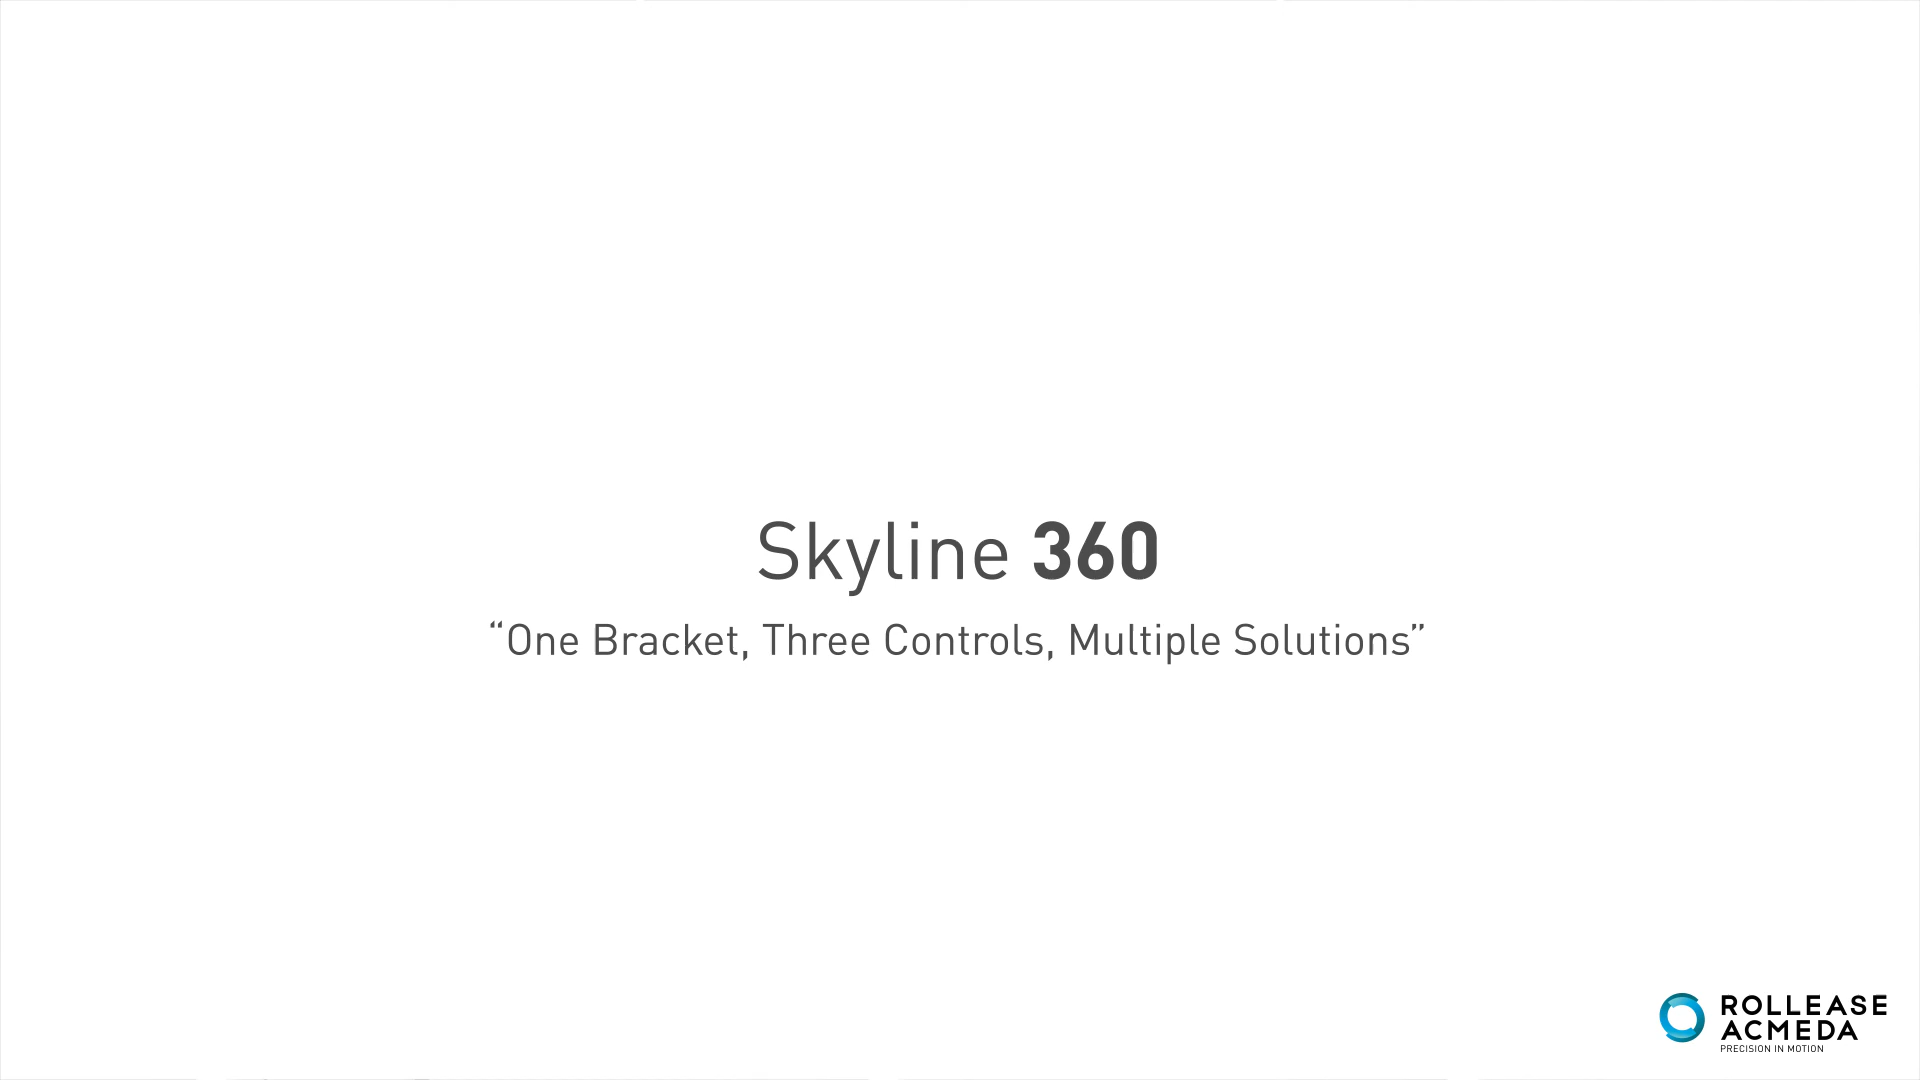 Skyline 360
“One Bracket, Three Controls, Multiple Solutions”
ROLLEASE
ACMEDA
PRECISION IN MOTION